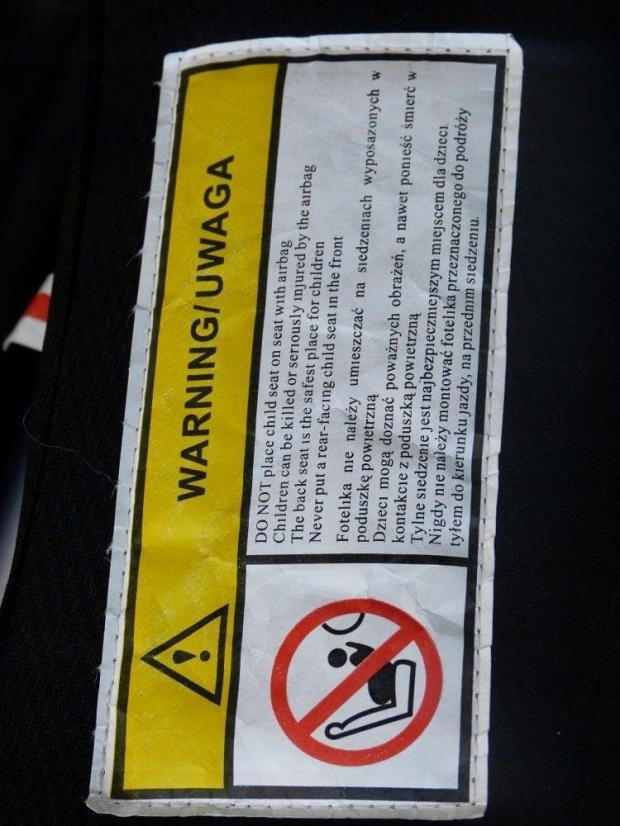 WARNING/UWAGA
DO NOT place child seat on seat with airbag
Children can be killed or seriously injured by the airbag
The back seat is the safest place for children
Never put a rear-facing child seat in the front
Fotelika nie należy umieszczać na siedzeniach wyposażonych w
poduszkę powietrzną
Dzieci mogą doznać poważnych obrażeń, a nawet ponieść śmierć w
kontakcie z poduszką powietrzną
Tylne siedzenie jest najbezpieczniejszym miejscem dla dzieci.
Nigdy nie należy montować fotelika przeznaczonego do podróży
tyłem do kierunku jazdy, na przednim siedzeniu.